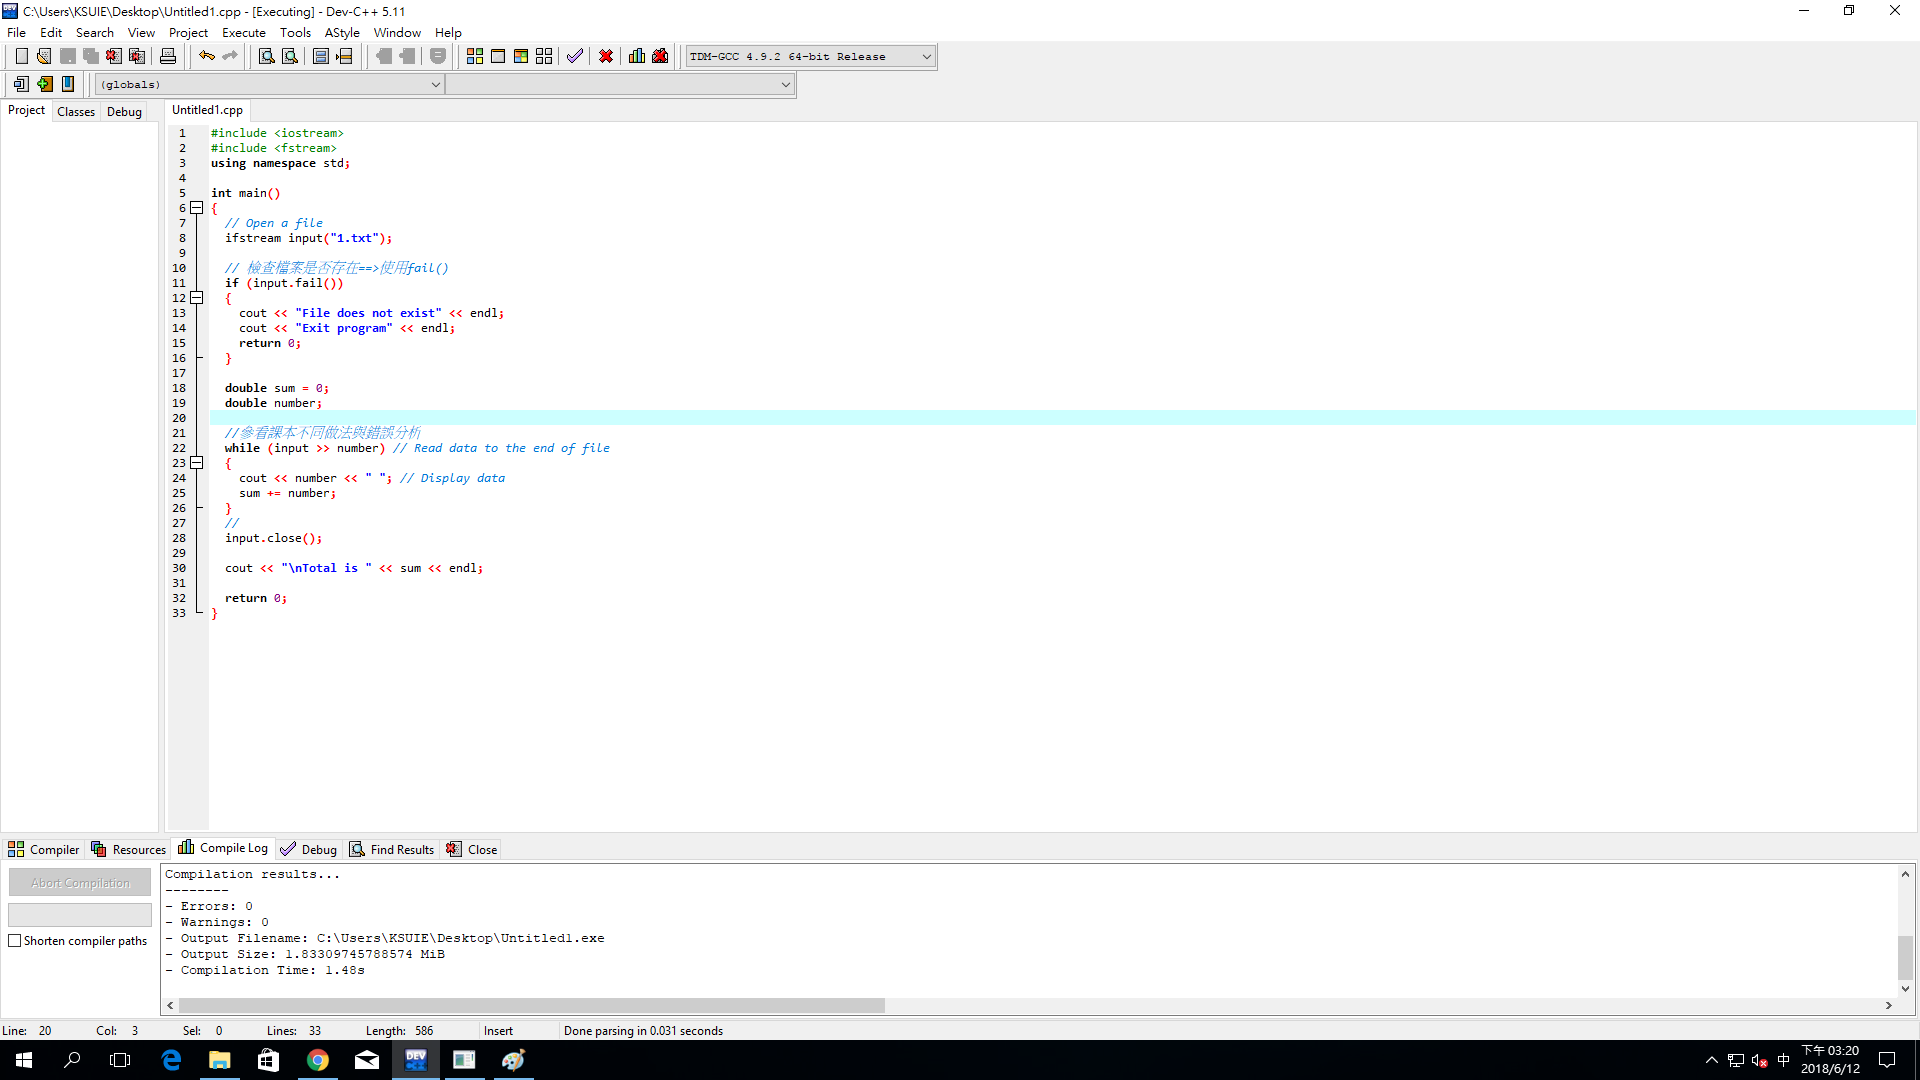 C:\Users\KSUIE\Desktop\Untitled1.cpp - [Executing] - Dev-C++ 5.11
File Edit Search View Project Execute Tools AStyle Window Help
TDM-GCC 4.9.2 64-bit Release
(globals)
Project Classes Debug Untitled1.cpp
1 #include <iostream>
2 #include <fstream>
3 using namespace std;
4
5 int main()
6 {
7 // Open a file
8 ifstream input("1.txt");
9
10 // 檢查檔案是否存在==>使用fail()
11 if (input.fail())
12 {
13 cout << "File does not exist" << endl;
14 cout << "Exit program" << endl;
15 return 0;
16 }
17
18 double sum = 0;
19 double number;
20
21 //參看課本不同做法與錯誤分析
22 while (input >> number) // Read data to the end of file
23 {
24 cout << number << " "; // Display data
25 sum += number;
26 }
27 //
28 input.close();
29
30 cout << "\nTotal is " << sum << endl;
31
32 return 0;
33 }
Compiler Resources Compile Log Debug Find Results Close
Abort Compilation
Shorten compiler paths
Compilation results...
--------
- Errors: 0
- Warnings: 0
- Output Filename: C:\Users\KSUIE\Desktop\Untitled1.exe
- Output Size: 1.83309745788574 MiB
- Compilation Time: 1.48s
Line: 20 Col: 3 Sel: 0 Lines: 33 Length: 586 Insert Done parsing in 0.031 seconds
DEV
中
下午 03:20
2018/6/12